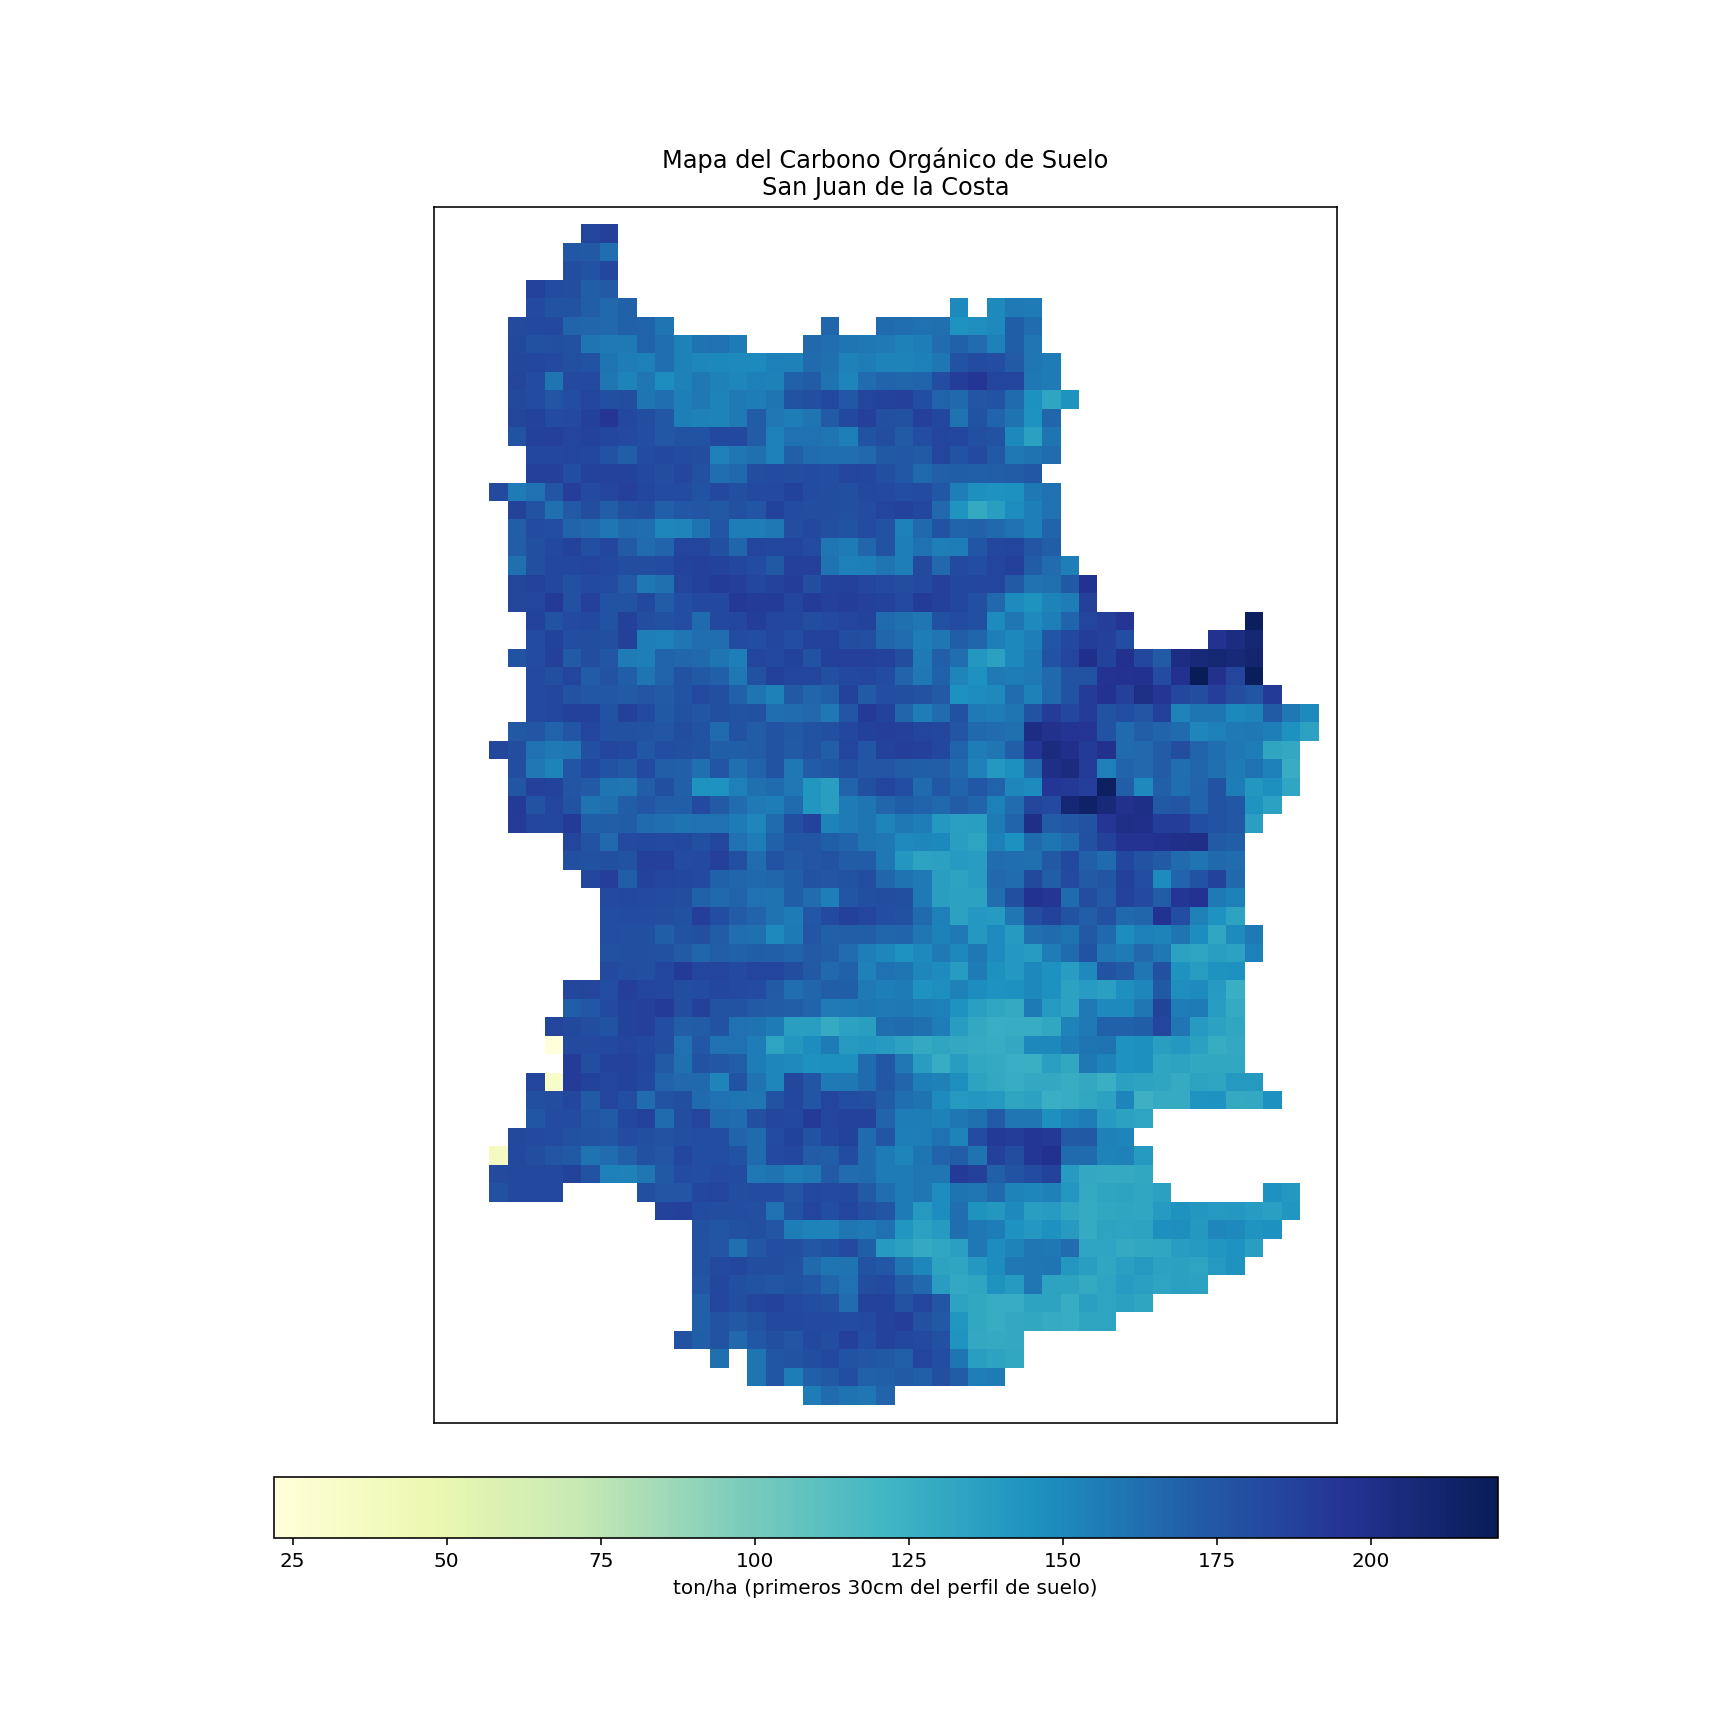 Mapa del Carbono Orgánico de Suelo
San Juan de la Costa
25 50 75 100 125 150 175 200
ton/ha (primeros 30cm del perfil de suelo)